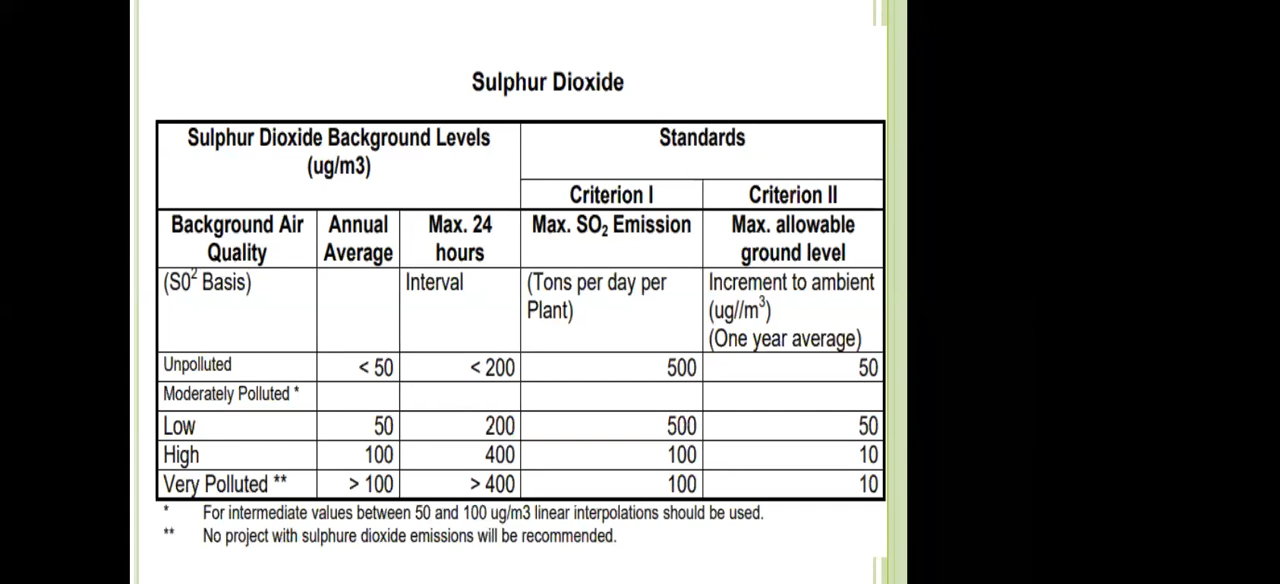 Sulphur Dioxide
Sulphur Dioxide Background Levels Standards
(ug/m3)
Criterion I Criterion II
Background Air Annual Max. 24 Max. SO₂ Emission Max. allowable
Quality Average hours ground level
(S0² Basis) Interval (Tons per day per Increment to ambient
Plant) (ug//m³)
(One year average)
Unpolluted < 50 < 200 500 50
Moderately Polluted *
Low 50 200 500 50
High 100 400 100 10
Very Polluted ** > 100 > 400 100 10
* For intermediate values between 50 and 100 ug/m3 linear interpolations should be used.
** No project with sulphure dioxide emissions will be recommended.